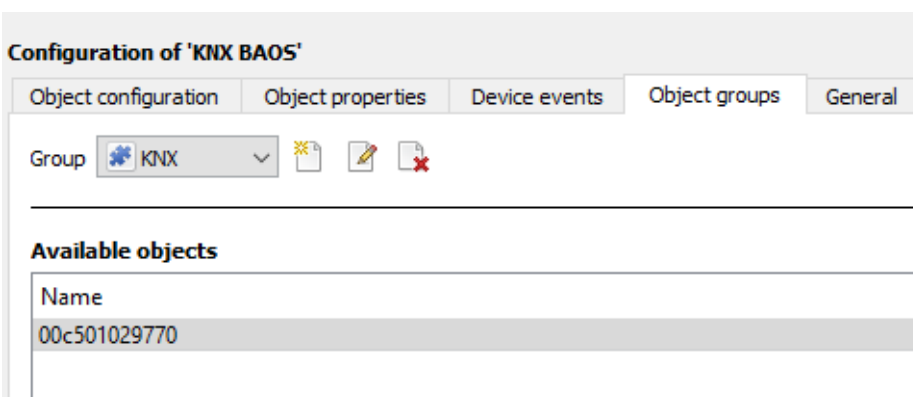 Configuration of 'KNX BAOS'
Object configuration Object properties Device events Object groups General
Group KNX
Available objects
Name
00c501029770